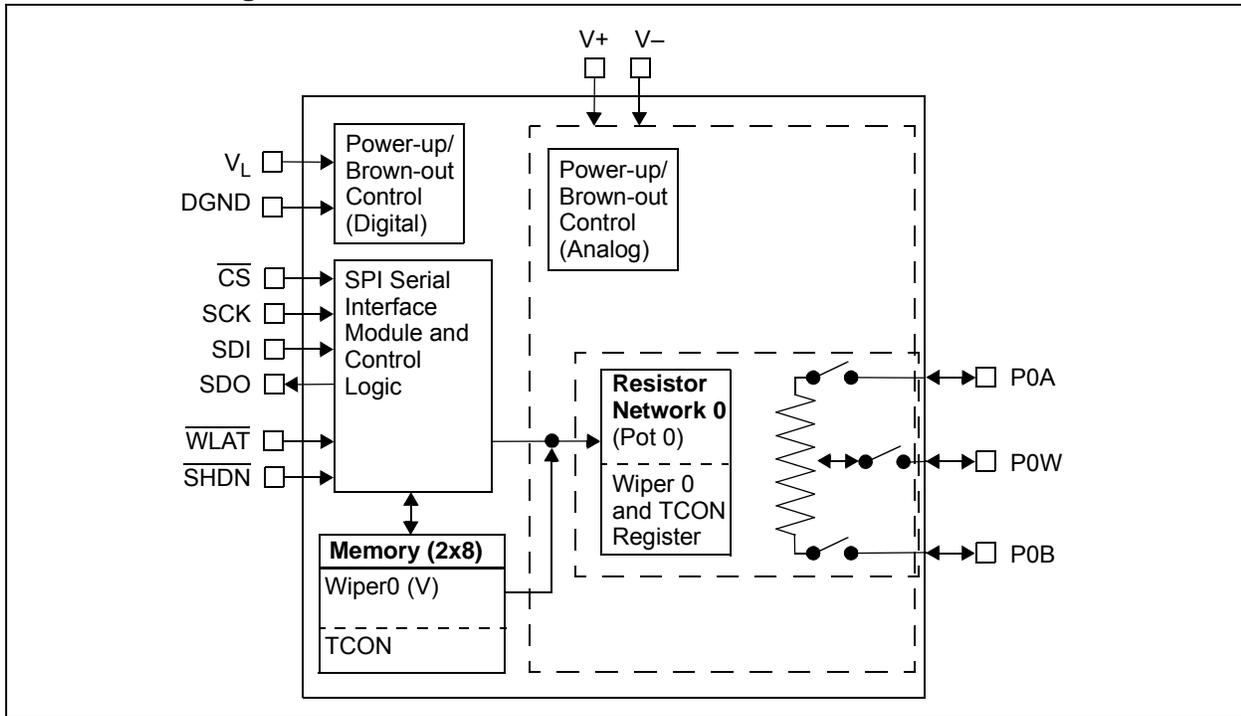 V+ V–
Power-up/
Brown-out
Control
(Digital)
Power-up/
Brown-out
Control
(Analog)
VL
DGND
CS
SCK
SDI
SDO
WLAT
SHDN
SPI Serial
Interface
Module and
Control
Logic
Memory (2x8)
Wiper0 (V)
TCON
Resistor
Network 0
(Pot 0)
Wiper 0
and TCON
Register
P0A
P0W
P0B